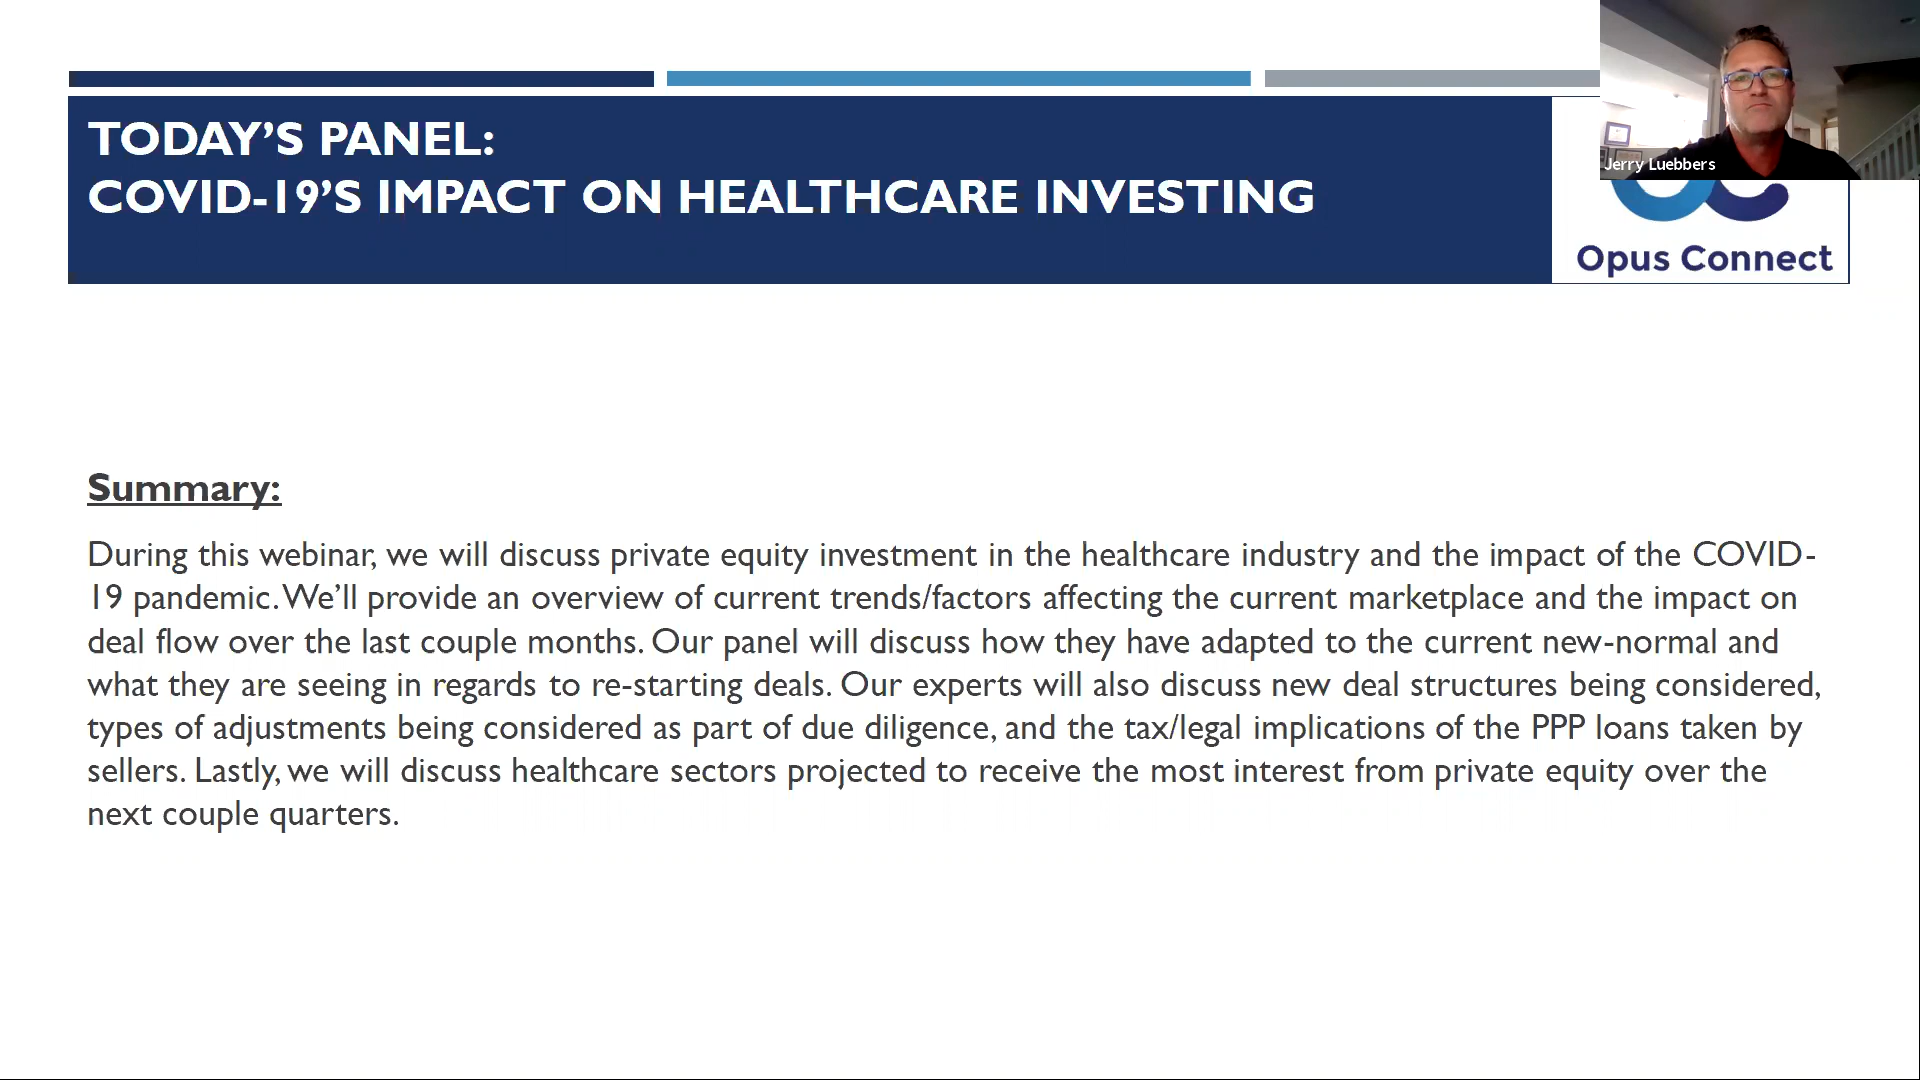 TODAY’S PANEL:
COVID-19’S IMPACT ON HEALTHCARE INVESTING
Jerry Luebbers
Opus Connect
Summary:
During this webinar, we will discuss private equity investment in the healthcare industry and the impact of the COVID-
19 pandemic. We’ll provide an overview of current trends/factors affecting the current marketplace and the impact on
deal flow over the last couple months. Our panel will discuss how they have adapted to the current new-normal and
what they are seeing in regards to re-starting deals. Our experts will also discuss new deal structures being considered,
types of adjustments being considered as part of due diligence, and the tax/legal implications of the PPP loans taken by
sellers. Lastly, we will discuss healthcare sectors projected to receive the most interest from private equity over the
next couple quarters.